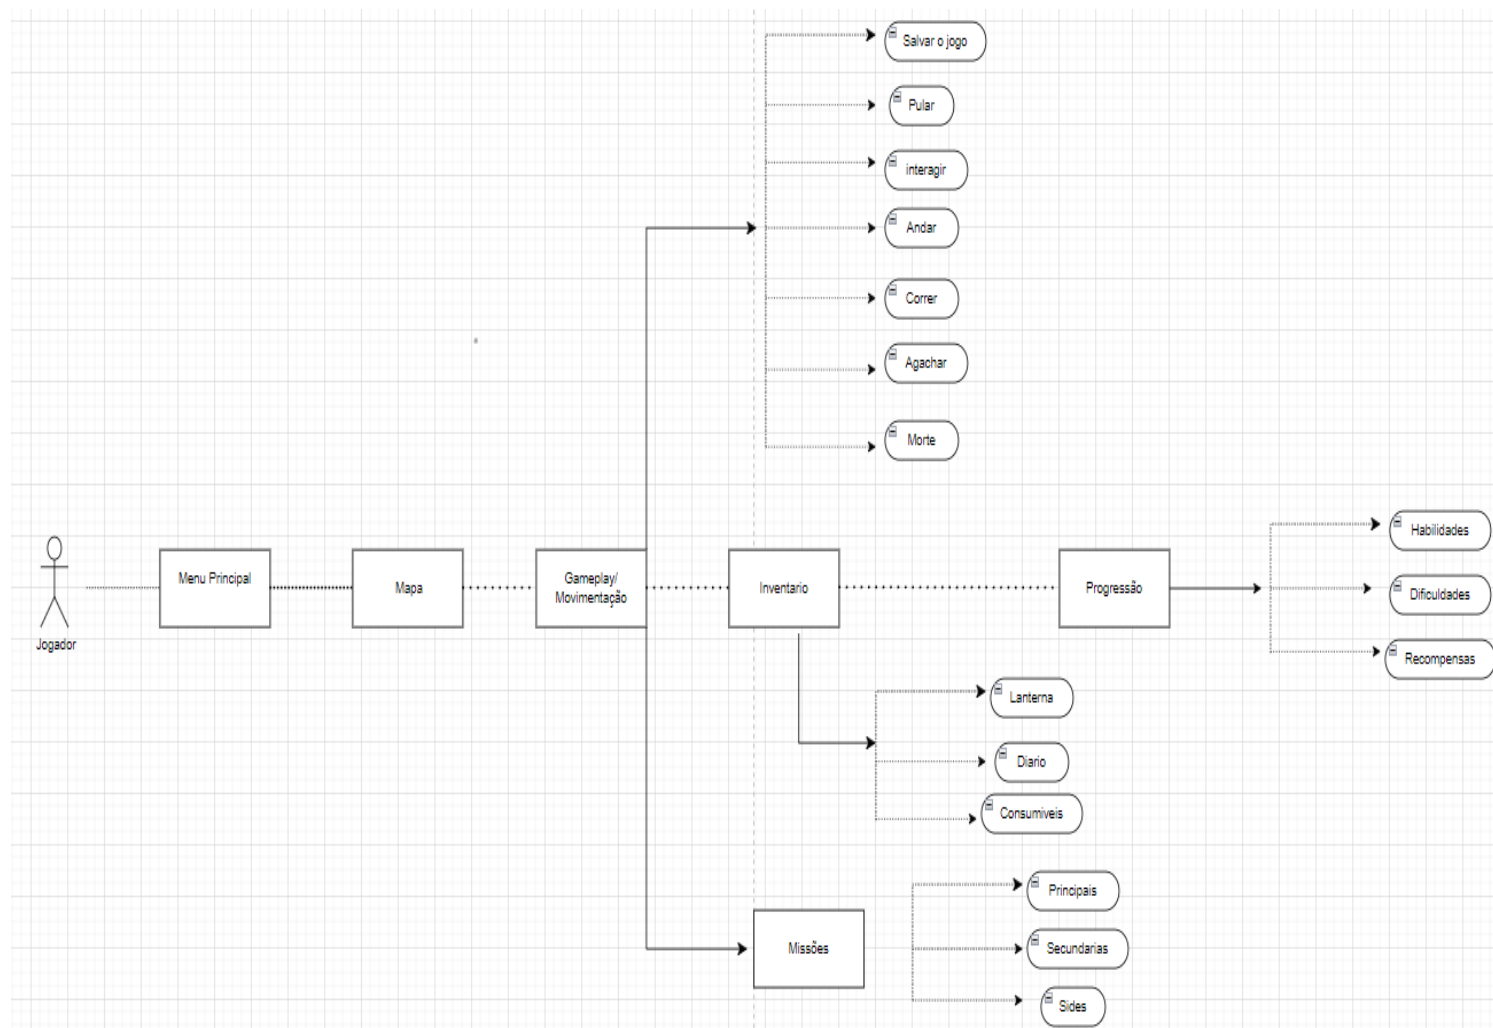 Salvar o jogo
Pular
interagir
Andar
Correr
Agachar
Morte
Jogador
Menu Principal
Mapa
Gameplay/
Movimentação
Inventario
Progressão
Habilidades
Dificuldades
Recompensas
Lanterna
Diario
Consumiveis
Missões
Principais
Secundarias
Sides